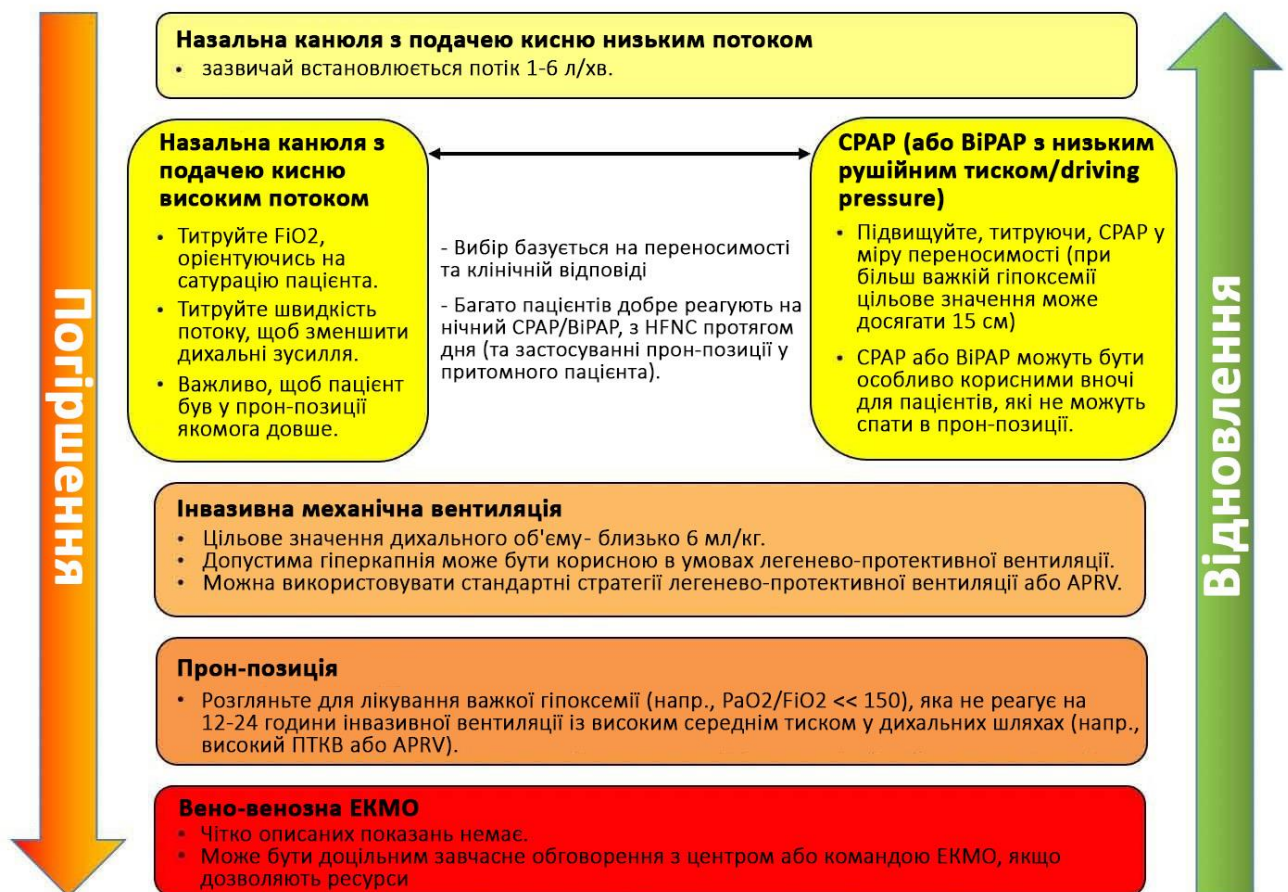 Погіршення
Назальна канюля з подачею кисню низьким потоком
• зазвичай встановлюється потік 1-6 л/хв.
Назальна канюля з
подачею кисню
високим потоком
• Титруйте FiO2,
орієнтуючись на
сатурацію пацієнта.
• Титруйте швидкість
потоку, щоб зменшити
дихальні зусилля.
• Важливо, щоб пацієнт
був у прон-позиції
якомога довше.
- Вибір базується на переносимості
та клінічній відповіді
- Багато пацієнтів добре реагують на
нічний CPAP/BiPAP, з HFNC протягом
дня (та застосуванні прон-позиції у
притомного пацієнта).
CPAP (або BiPAP з низьким
рушійним тиском/driving
pressure)
• Підвищуйте, титруючи, CPAP у
міру переносимості (при
більш важкій гіпоксемії
цільове значення може
досягати 15 см)
• CPAP або BiPAP можуть бути
особливо корисними вночі
для пацієнтів, які не можуть
спати в прон-позиції.
Інвазивна механічна вентиляція
• Цільове значення дихального об'єму- близько 6 мл/кг.
• Допустима гіперкапнія може бути корисною в умовах легенево-протективної вентиляції.
• Можна використовувати стандартні стратегії легенево-протективної вентиляції або APRV.
Прон-позиція
• Розгляньте для лікування важкої гіпоксемії (напр., PaO2/FiO2 << 150), яка не реагує на
12-24 години інвазивної вентиляції із високим середнім тиском у дихальних шляхах (напр.,
високий ПТКВ або APRV).
Вено-венозна ЕКМО
• Чітко описаних показань немає.
• Може бути доцільним завчасне обговорення з центром або командою ЕКМО, якщо
дозволяють ресурси
Відновлення